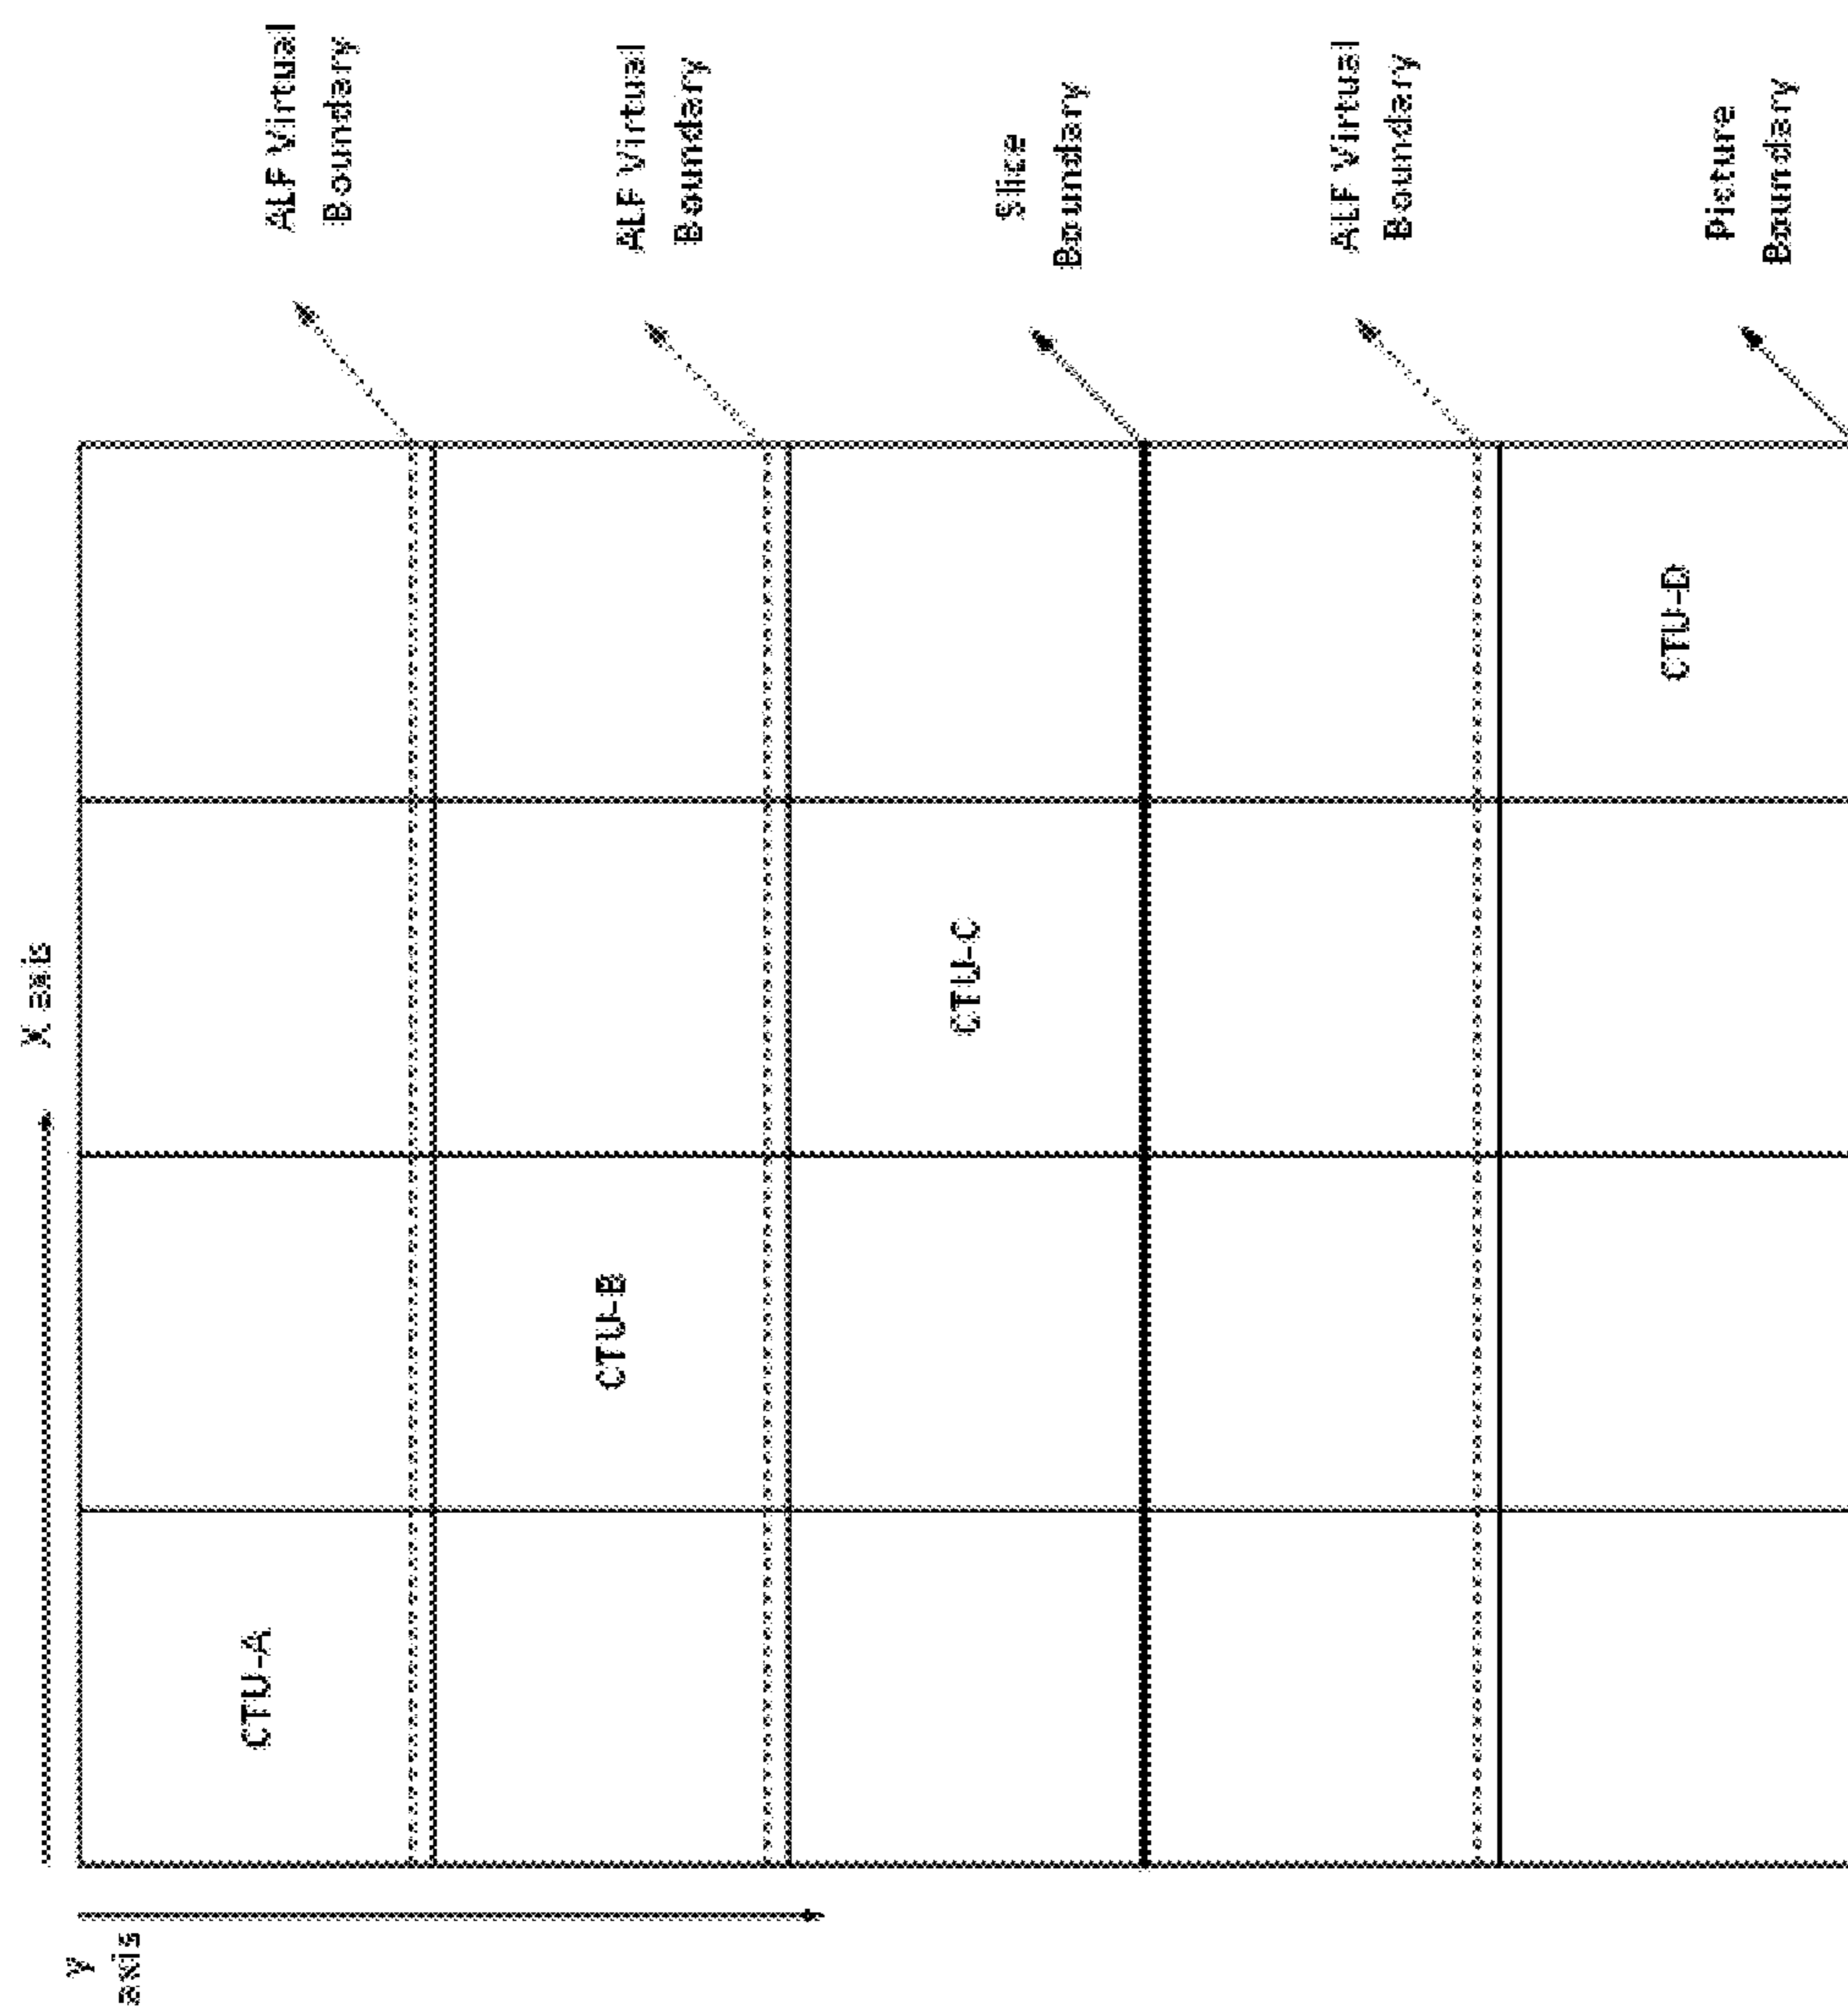 X axis
y
axis
CTU-A
ALF Virtual
Boundary
CTU-B
ALF Virtual
Boundary
CTU-C
Slice
Boundary
ALF Virtual
Boundary
CTU-D
Picture
Boundary